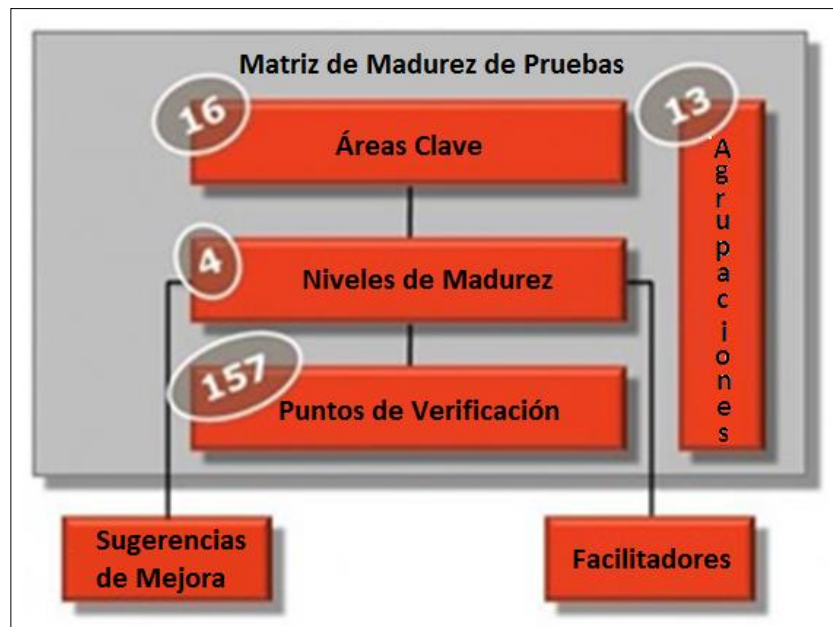 Matriz de Madurez de Pruebas
16
Áreas Clave
13
Agrupaciones
4
Niveles de Madurez
157
Puntos de Verificación
Sugerencias
de Mejora
Facilitadores